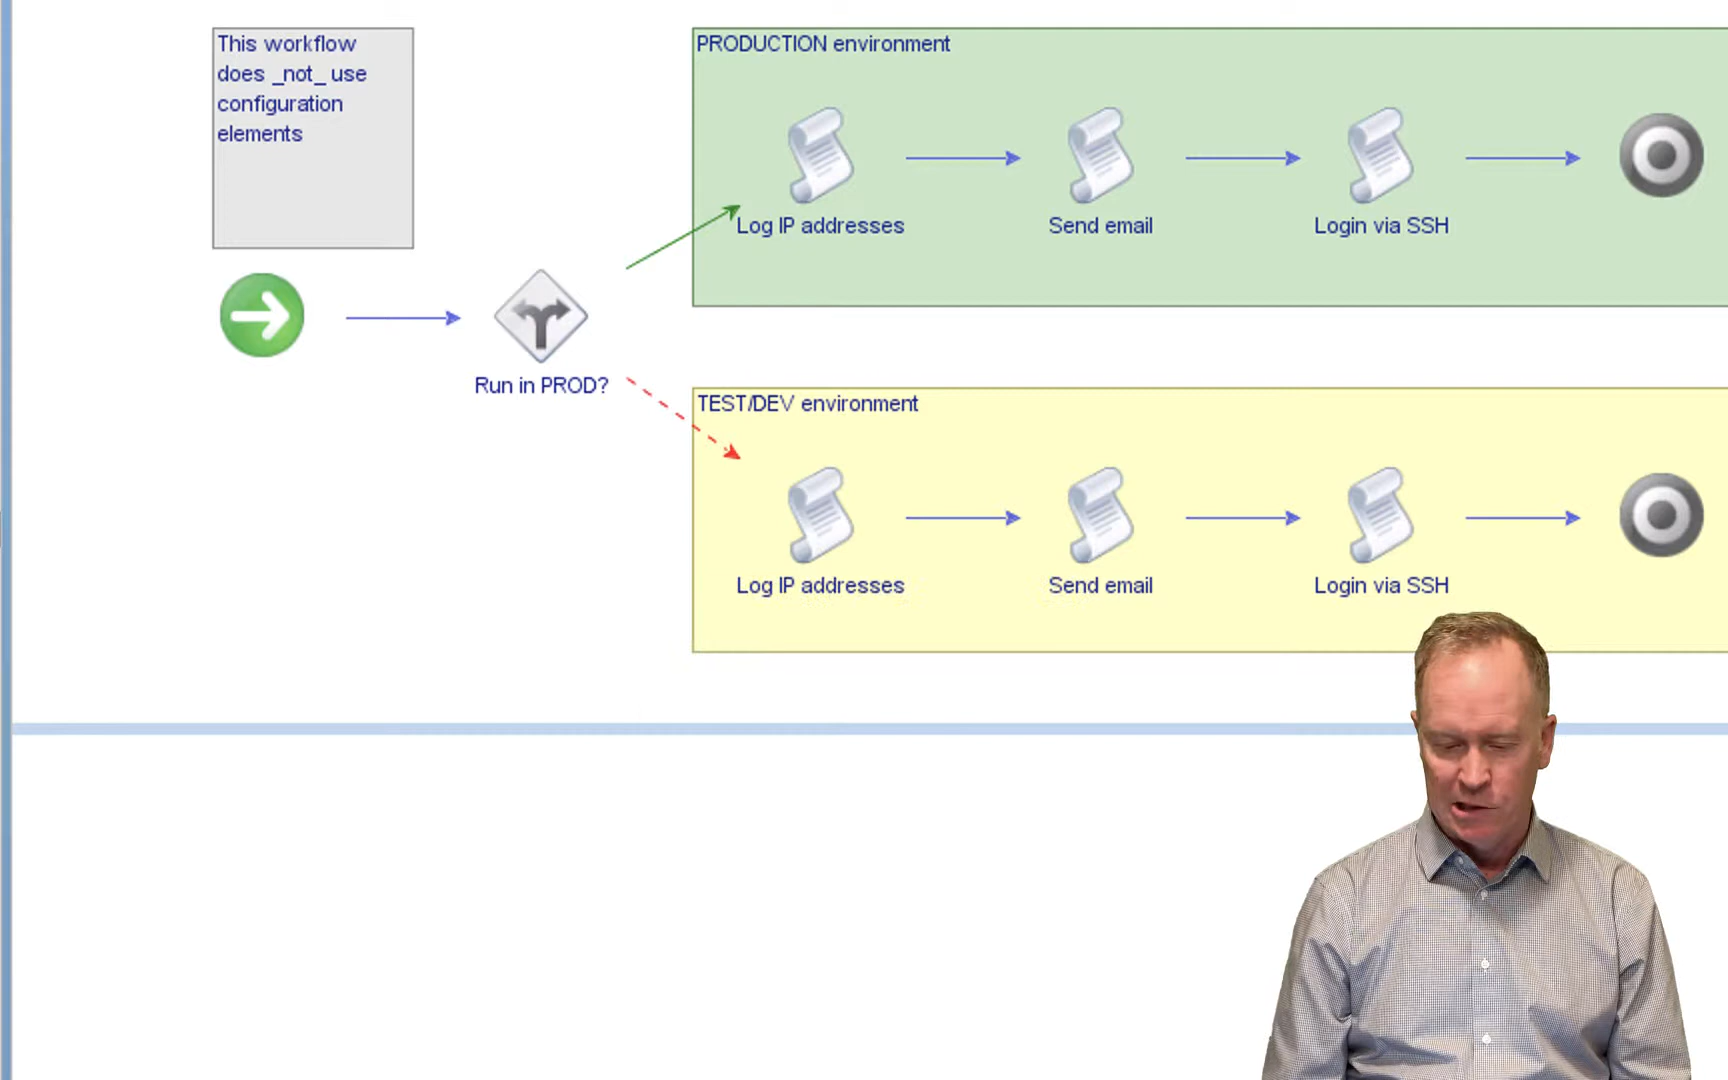 This workflow
does _not_ use
configuration
elements
PRODUCTION environment
Log IP addresses
Send email
Login via SSH
Run in PROD?
TEST/DEV environment
Log IP addresses
Send email
Login via SSH